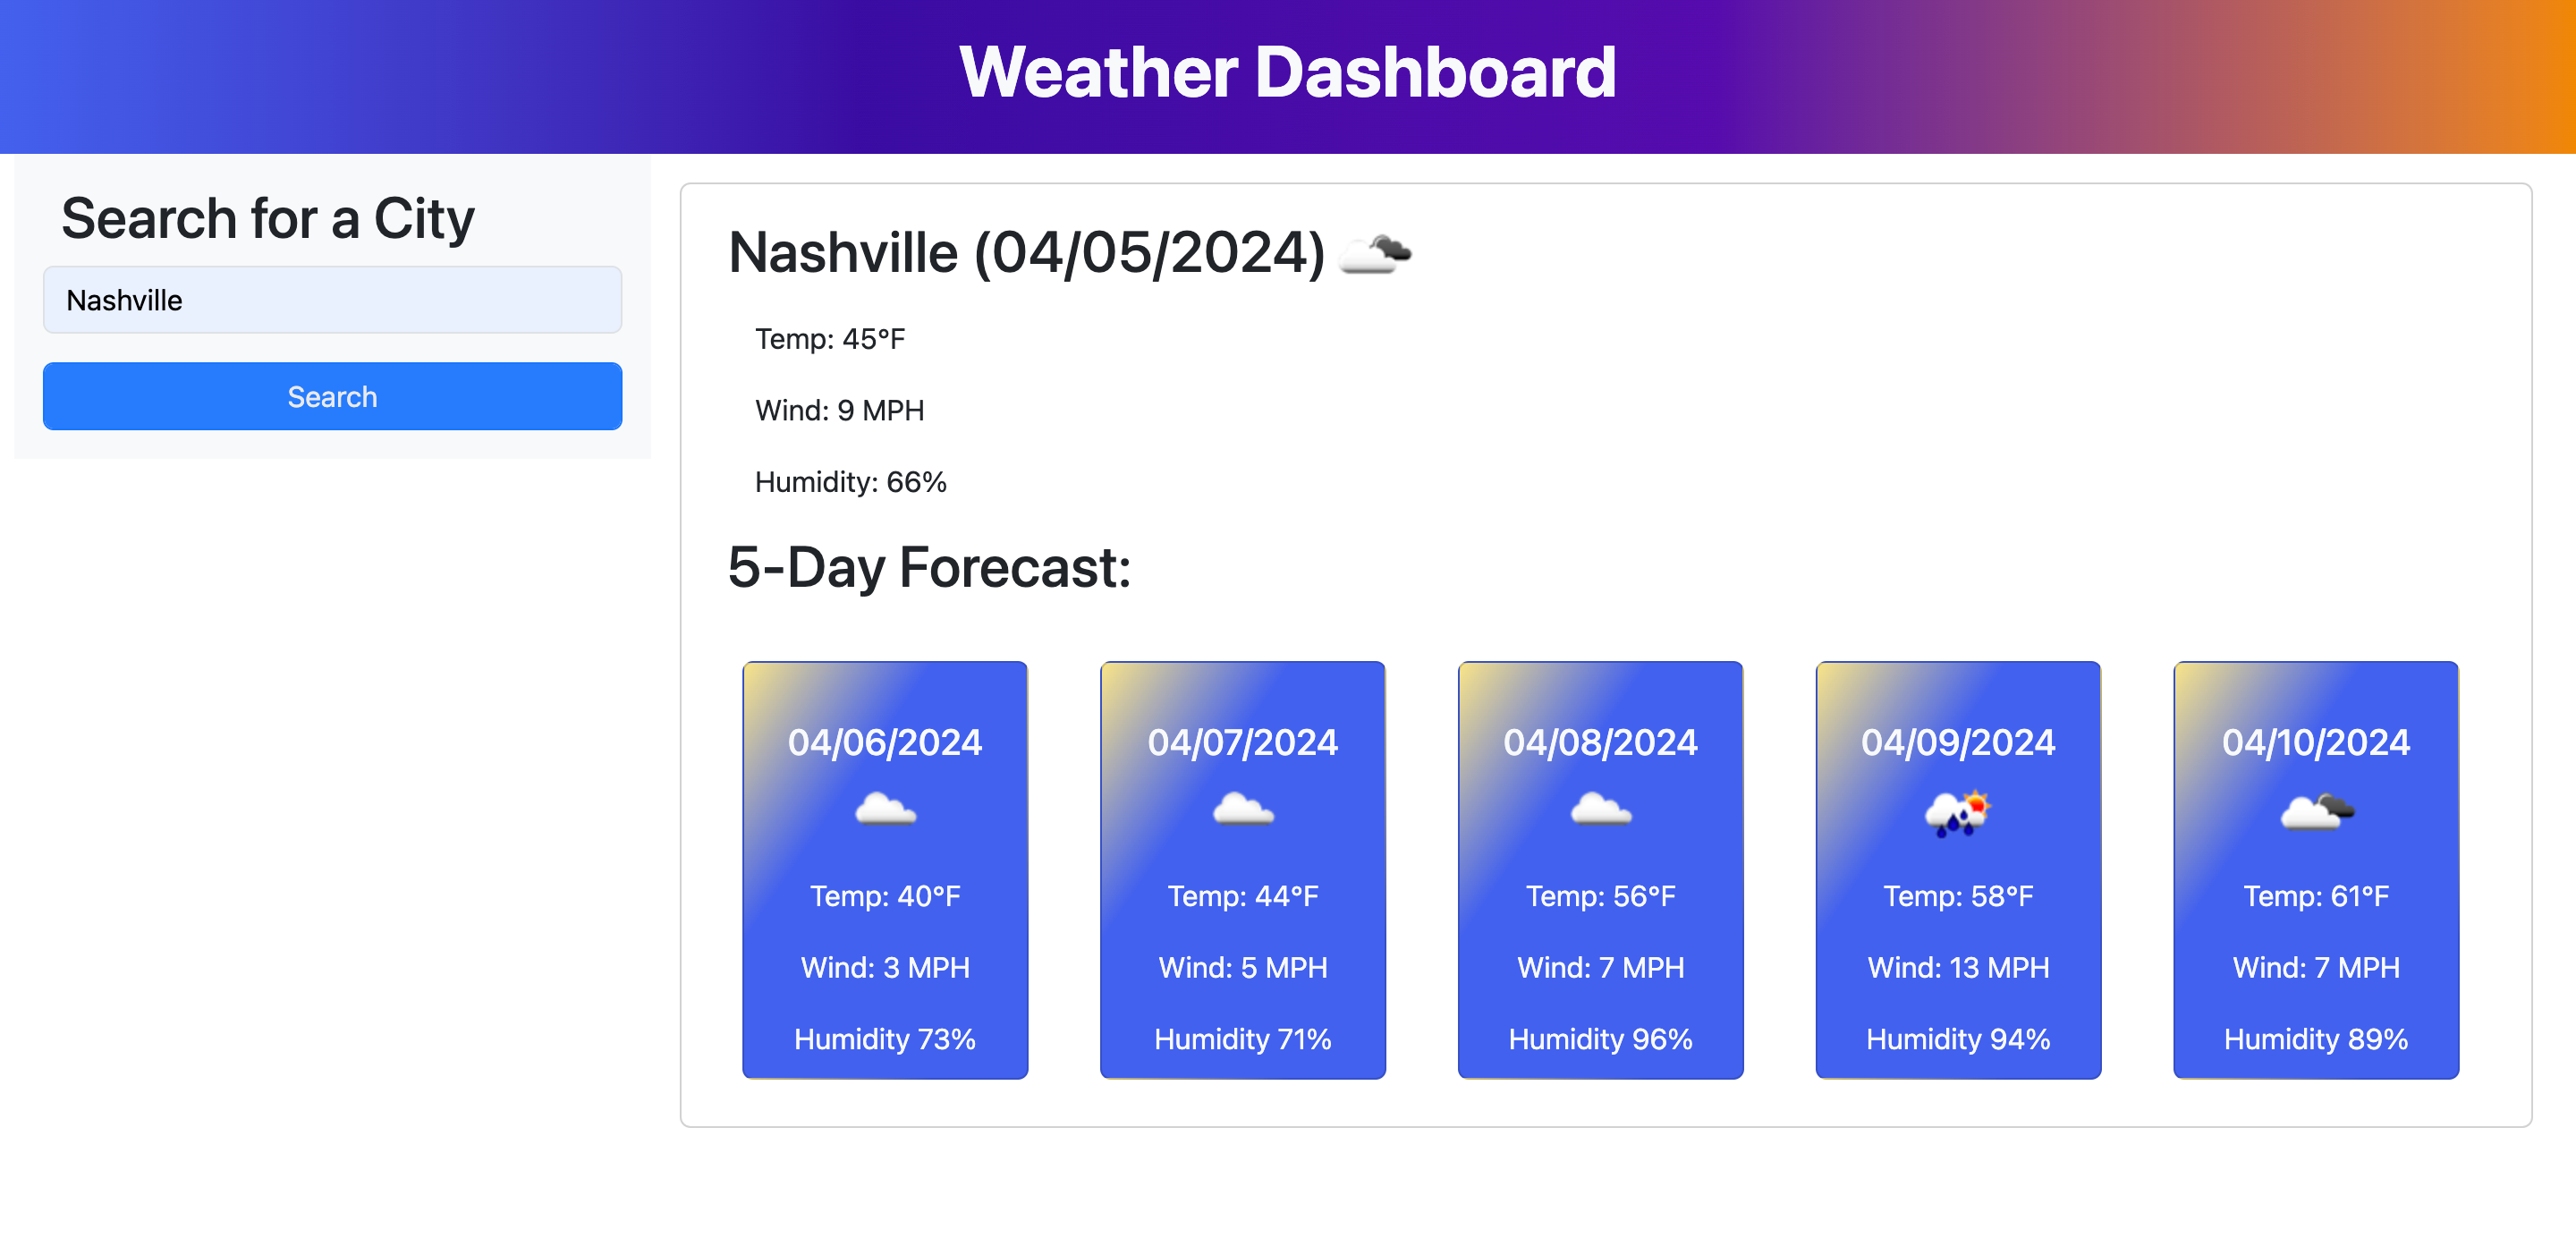 Weather Dashboard
Search for a City
Nashville
Search
Nashville (04/05/2024)
Temp: 45°F
Wind: 9 MPH
Humidity: 66%
5-Day Forecast:
04/06/2024
Temp: 40°F
Wind: 3 MPH
Humidity 73%
04/07/2024
Temp: 44°F
Wind: 5 MPH
Humidity 71%
04/08/2024
Temp: 56°F
Wind: 7 MPH
Humidity 96%
04/09/2024
Temp: 58°F
Wind: 13 MPH
Humidity 94%
04/10/2024
Temp: 61°F
Wind: 7 MPH
Humidity 89%